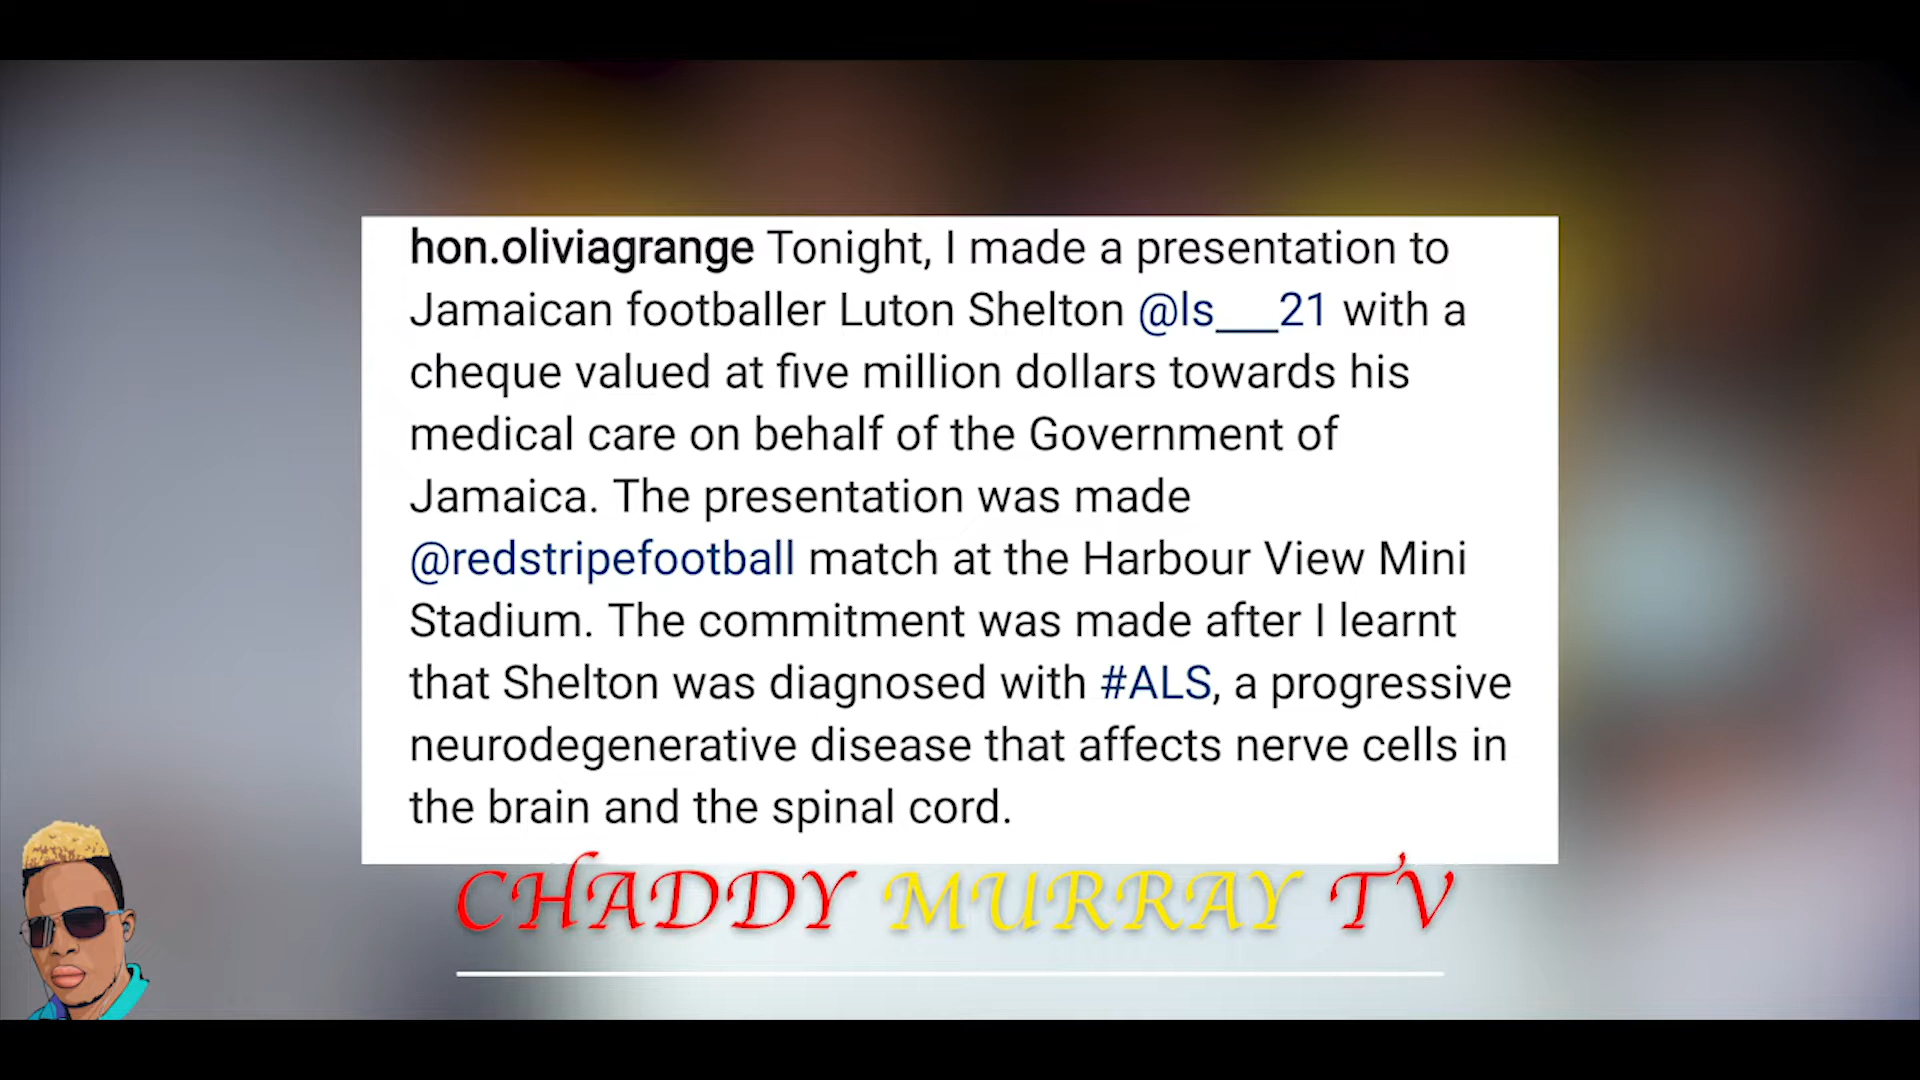 hon.oliviagrange Tonight, I made a presentation to
Jamaican footballer Luton Shelton @ls___21 with a
cheque valued at five million dollars towards his
medical care on behalf of the Government of
Jamaica. The presentation was made
@redstripefootball match at the Harbour View Mini
Stadium. The commitment was made after I learnt
that Shelton was diagnosed with #ALS, a progressive
neurodegenerative disease that affects nerve cells in
the brain and the spinal cord.
CHADDY MURRAY TV